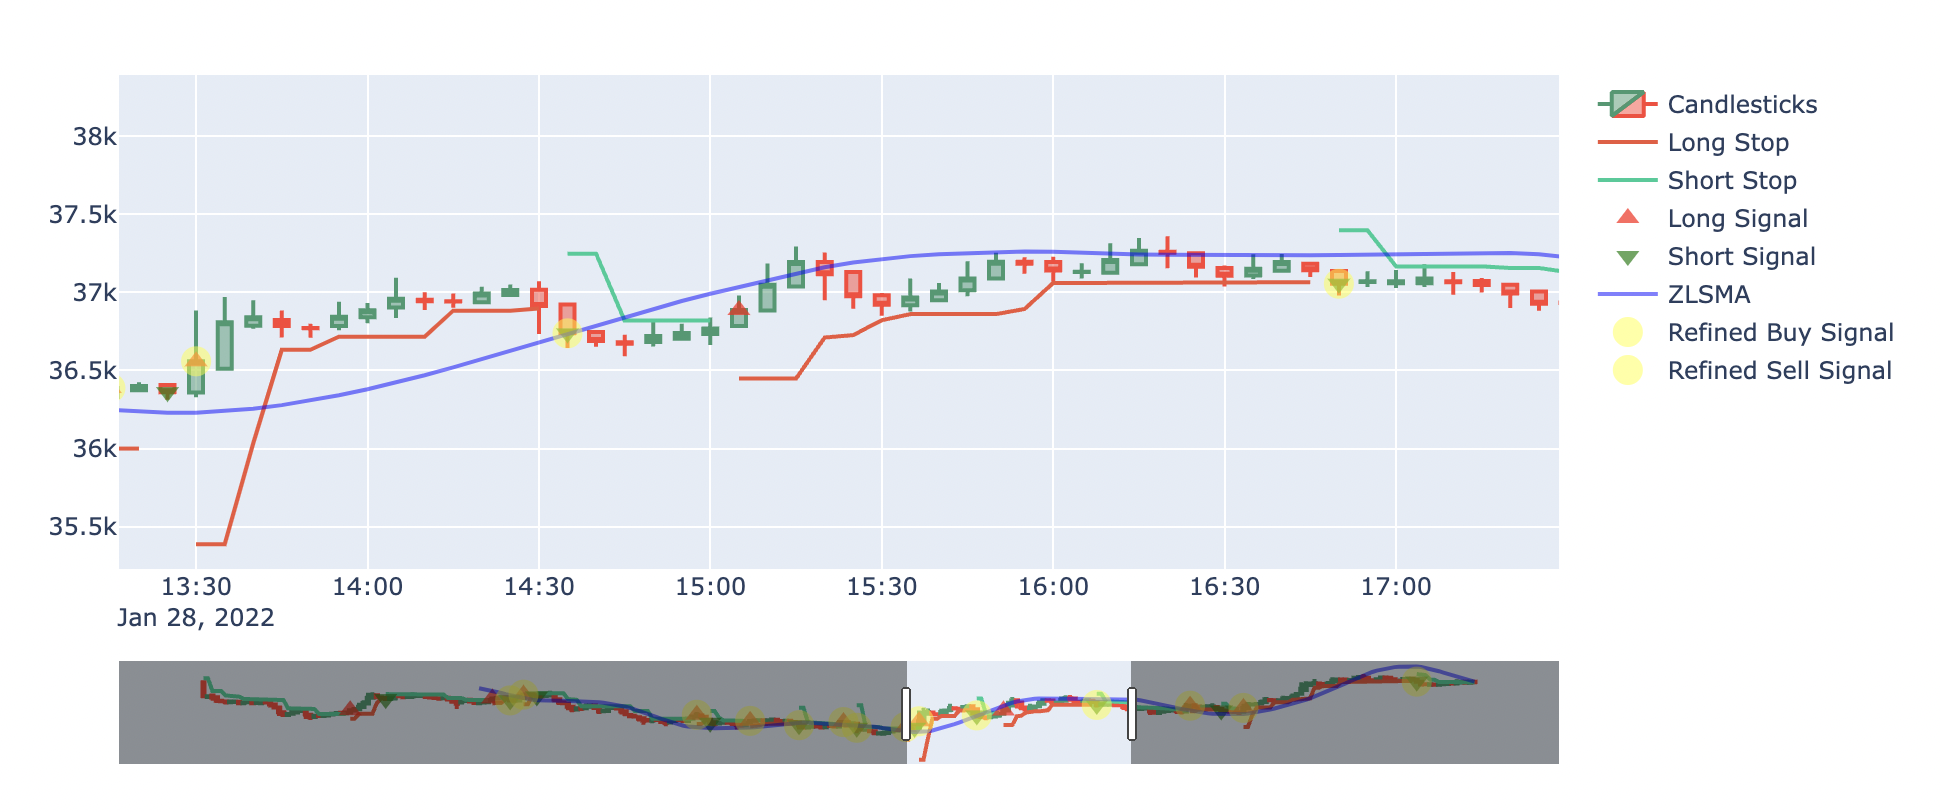 38k
37.5k
37k
36.5k
36k
35.5k
13:30
14:00
14:30
15:00
15:30
16:00
16:30
17:00
Jan 28, 2022
Candlesticks
Long Stop
Short Stop
Long Signal
Short Signal
ZLSMA
Refined Buy Signal
Refined Sell Signal